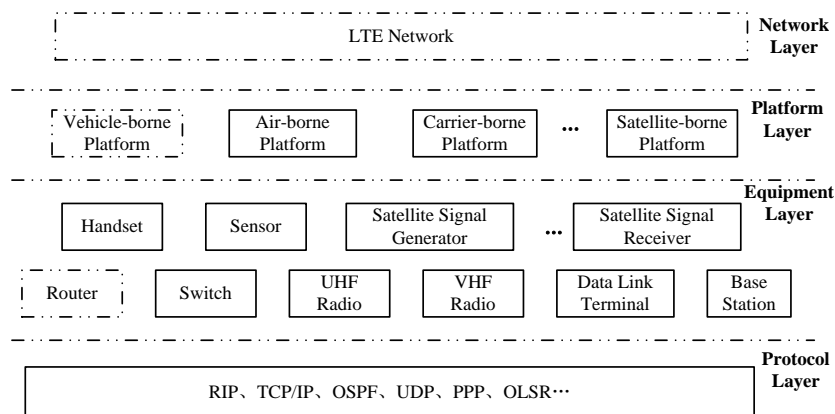 LTE Network
Network
Layer
Vehicle-borne
Platform
Air-borne
Platform
Carrier-borne
Platform
...
Satellite-borne
Platform
Platform
Layer
Equipment
Layer
Handset
Sensor
Satellite Signal
Generator
...
Satellite Signal
Receiver
Router
Switch
UHF
Radio
VHF
Radio
Data Link
Terminal
Base
Station
Protocol
Layer
RIP、TCP/IP、OSPF、UDP、PPP、OLSR…